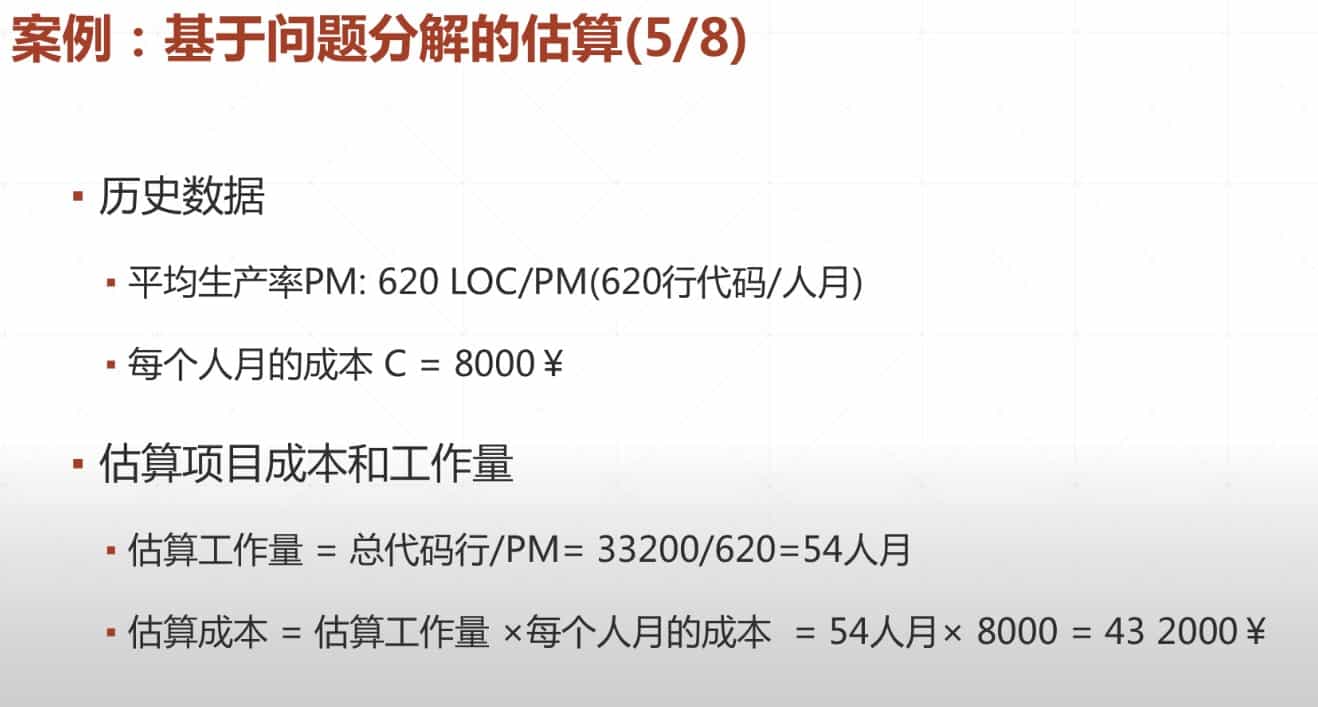 案例：基于问题分解的估算(5/8)
▪ 历史数据
▪ 平均生产率PM: 620 LOC/PM(620行代码/人月)
▪ 每个人月的成本 C = 8000￥
▪ 估算项目成本和工作量
▪ 估算工作量 = 总代码行/PM= 33200/620=54人月
▪ 估算成本 = 估算工作量 ×每个人月的成本 = 54人月× 8000 = 43 2000￥